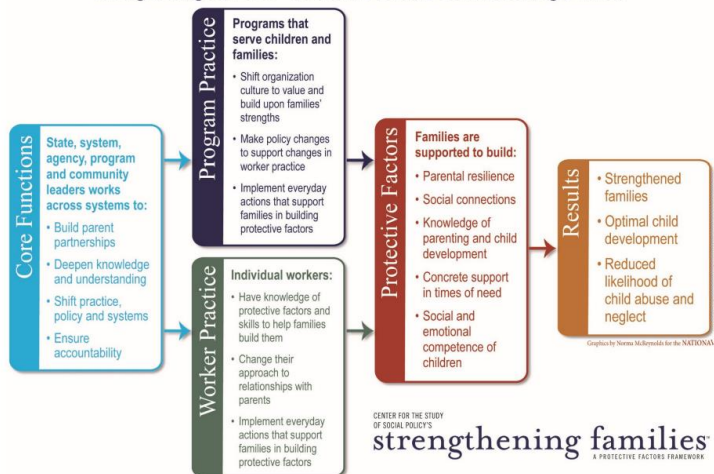 Core Functions
State, system,
agency, program
and community
leaders works
across systems to:
• Build parent
partnerships
• Deepen knowledge
and understanding
• Shift practice,
policy and systems
• Ensure
accountability
Program Practice
Programs that
serve children and
families:
• Shift organization
culture to value and
build upon families'
strengths
• Make policy changes
to support changes in
worker practice
• Implement everyday
actions that support
families in building
protective factors
Worker Practice
Individual workers:
• Have knowledge of
protective factors and
skills to help families
build them
• Change their
approach to
relationships with
parents
• Implement everyday
actions that support
families in building
protective factors
Protective Factors
Families are
supported to build:
• Parental resilience
• Social connections
• Knowledge of
parenting and child
development
• Concrete support
in times of need
• Social and
emotional
competence of
children
Results
• Strengthened
families
• Optimal child
development
• Reduced
likelihood of
child abuse and
neglect
Graphics by Norma McReynolds for the
CENTER FOR THE STUDY
OF SOCIAL POLICY'S
strengthening families
A PROTECTIVE FACTORS FRAMEWORK